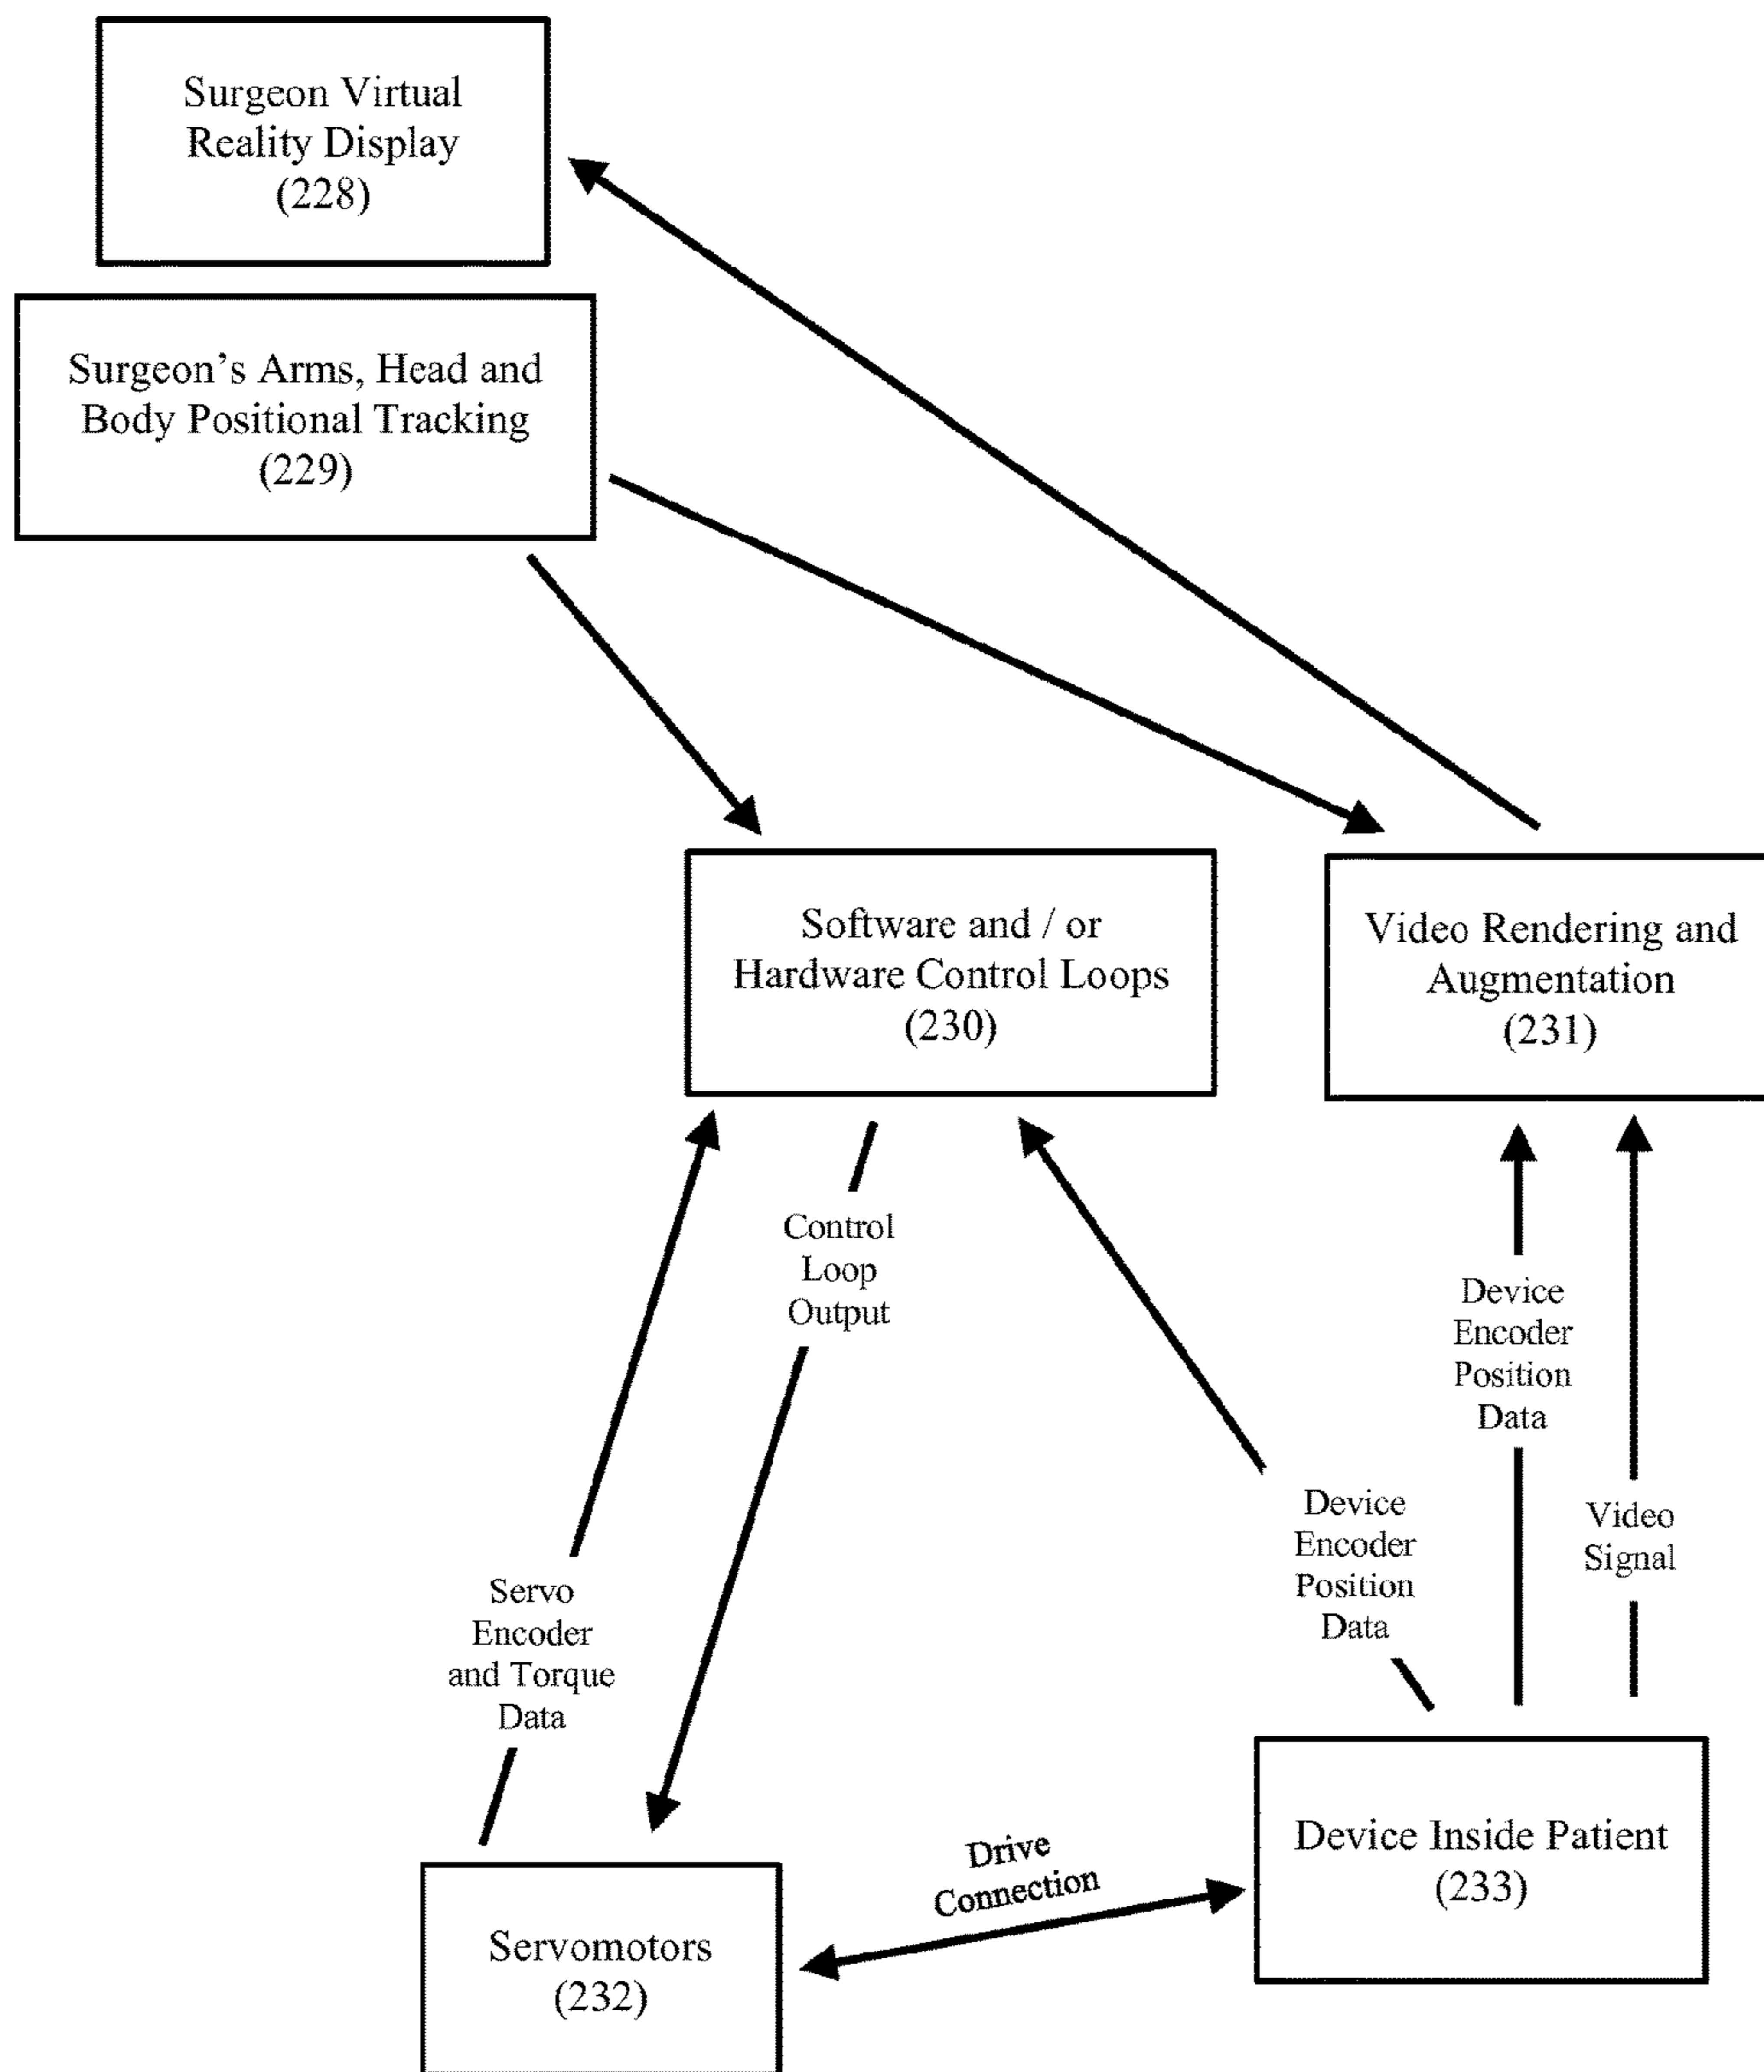 Surgeon Virtual
Reality Display
(228)
Surgeon’s Arms, Head and
Body Positional Tracking
(229)
Software and / or
Hardware Control Loops
(230)
Video Rendering and
Augmentation
(231)
Control
Loop
Output
Device
Encoder
Position
Data
Device
Encoder
Position
Data
Video
Signal
Servo
Encoder
and Torque
Data
Drive
Connection
Device Inside Patient
(233)
Servomotors
(232)